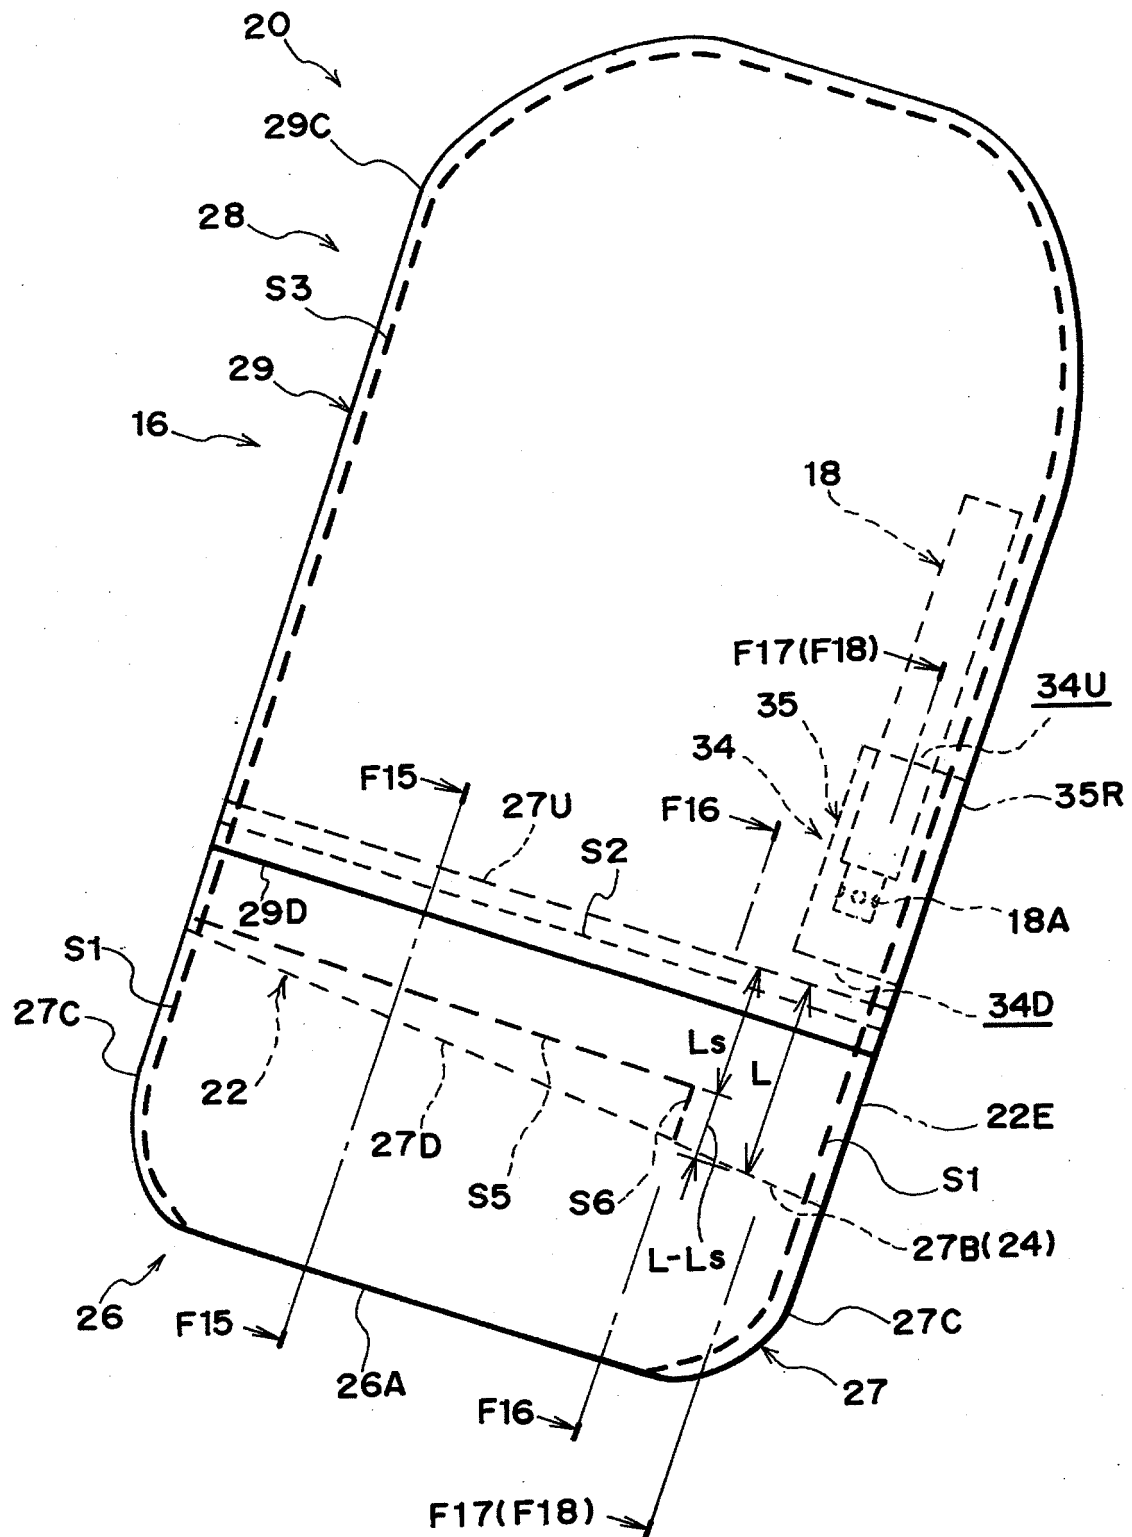 20
29C
28
S3
29
16
18
F17(F18)
34U
35
34
F15
27U
F16
35R
S2
29D
18A
S1
34D
27C
Ls
L
22
22E
27D
S5
S6
S1
27B(24)
L-Ls
26
F15
27C
26A
27
F16
F17(F18)